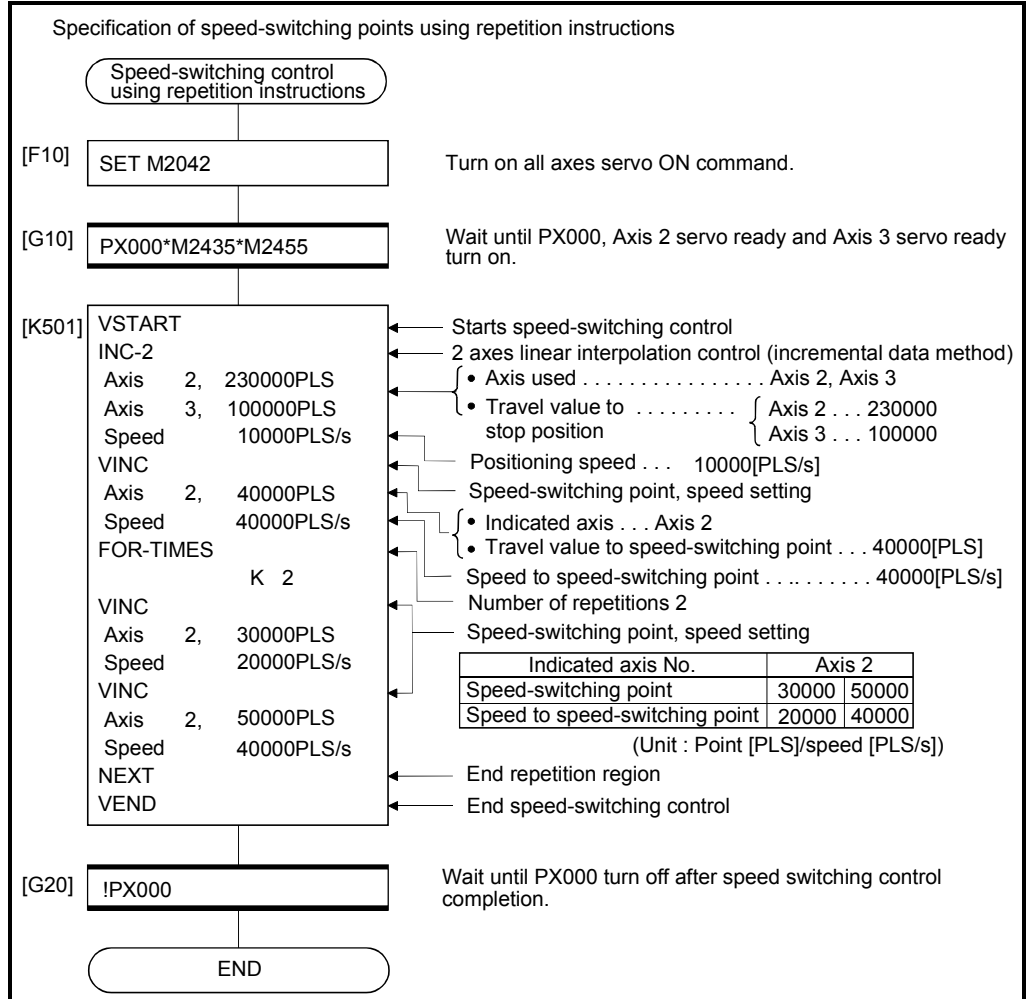 Specification of speed-switching points using repetition instructions
Speed-switching control
using repetition instructions
[F10] SET M2042 Turn on all axes servo ON command.
[G10] PX000*M2435*M2455 Wait until PX000, Axis 2 servo ready and Axis 3 servo ready
turn on.
[K501] VSTART Starts speed-switching control
INC-2 2 axes linear interpolation control (incremental data method)
Axis 2, 230000PLS • Axis used . . . . . . . . . . . . . . . . Axis 2, Axis 3
Axis 3, 100000PLS • Travel value to . . . . . . . . . Axis 2 . . . 230000
stop position Axis 3 . . . 100000
Speed 10000PLS/s Positioning speed . . . 10000[PLS/s]
VINC Speed-switching point, speed setting
Axis 2, 40000PLS • Indicated axis . . . Axis 2
Speed 40000PLS/s • Travel value to speed-switching point . . . 40000[PLS]
FOR-TIMES Speed to speed-switching point . . .. . . . . . . 40000[PLS/s]
K 2 Number of repetitions 2
VINC Speed-switching point, speed setting
Axis 2, 30000PLS Indicated axis No. Axis 2
Speed 20000PLS/s Speed-switching point 30000 50000
VINC Speed to speed-switching point 20000 40000
Axis 2, 50000PLS (Unit : Point [PLS]/speed [PLS/s])
Speed 40000PLS/s
NEXT End repetition region
VEND End speed-switching control
[G20] !PX000 Wait until PX000 turn off after speed switching control
completion.
END